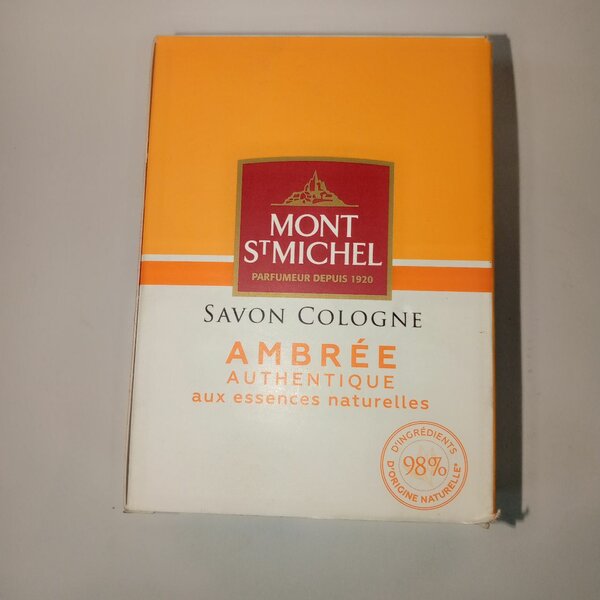 MONT
ST MICHEL
PARFUMEUR DEPUIS 1920
SAVON COLOGNE
AMBRÉE
AUTHENTIQUE
aux essences naturelles
D'INGRÉDIENTS
98%
D'ORIGINE NATURELLE*